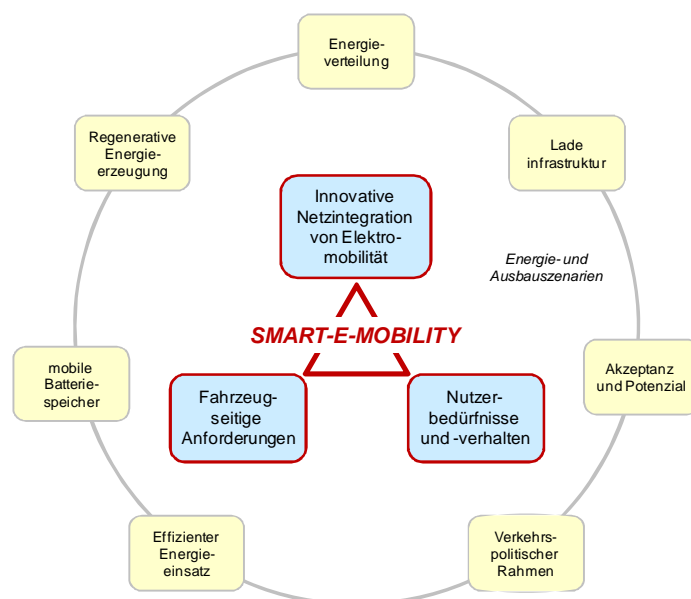 Energie-
verteilung
Regenerative
Energie-
erzeugung
Lade
infrastruktur
Innovative
Netzintegration
von Elektro-
mobilität
Energie- und
Ausbauszenarien
SMART-E-MOBILITY
mobile
Batterie-
speicher
Akzeptanz
und Potenzial
Fahrzeug-
seitige
Anforderungen
Nutzer-
bedürfnisse
und -verhalten
Effizienter
Energie-
einsatz
Verkehrs-
politischer
Rahmen